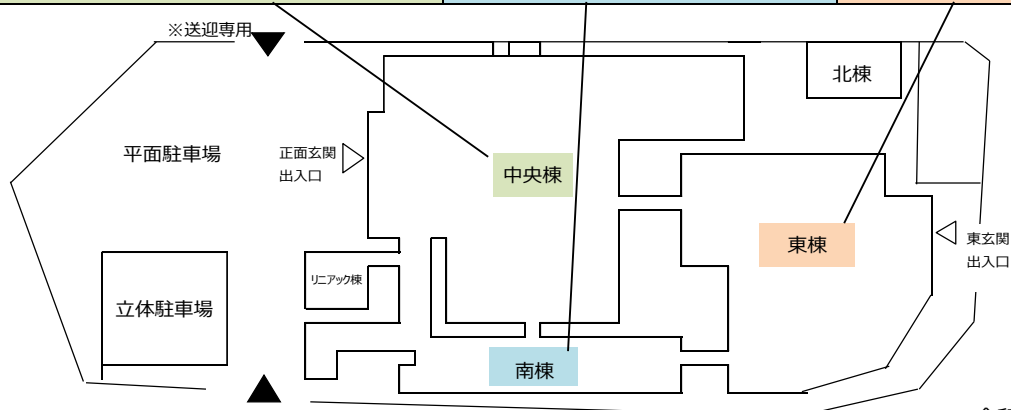 ※送迎専用
北棟
平面駐車場
正面玄関
出入口
中央棟
東棟
東玄関
出入口
リニアック棟
立体駐車場
南棟